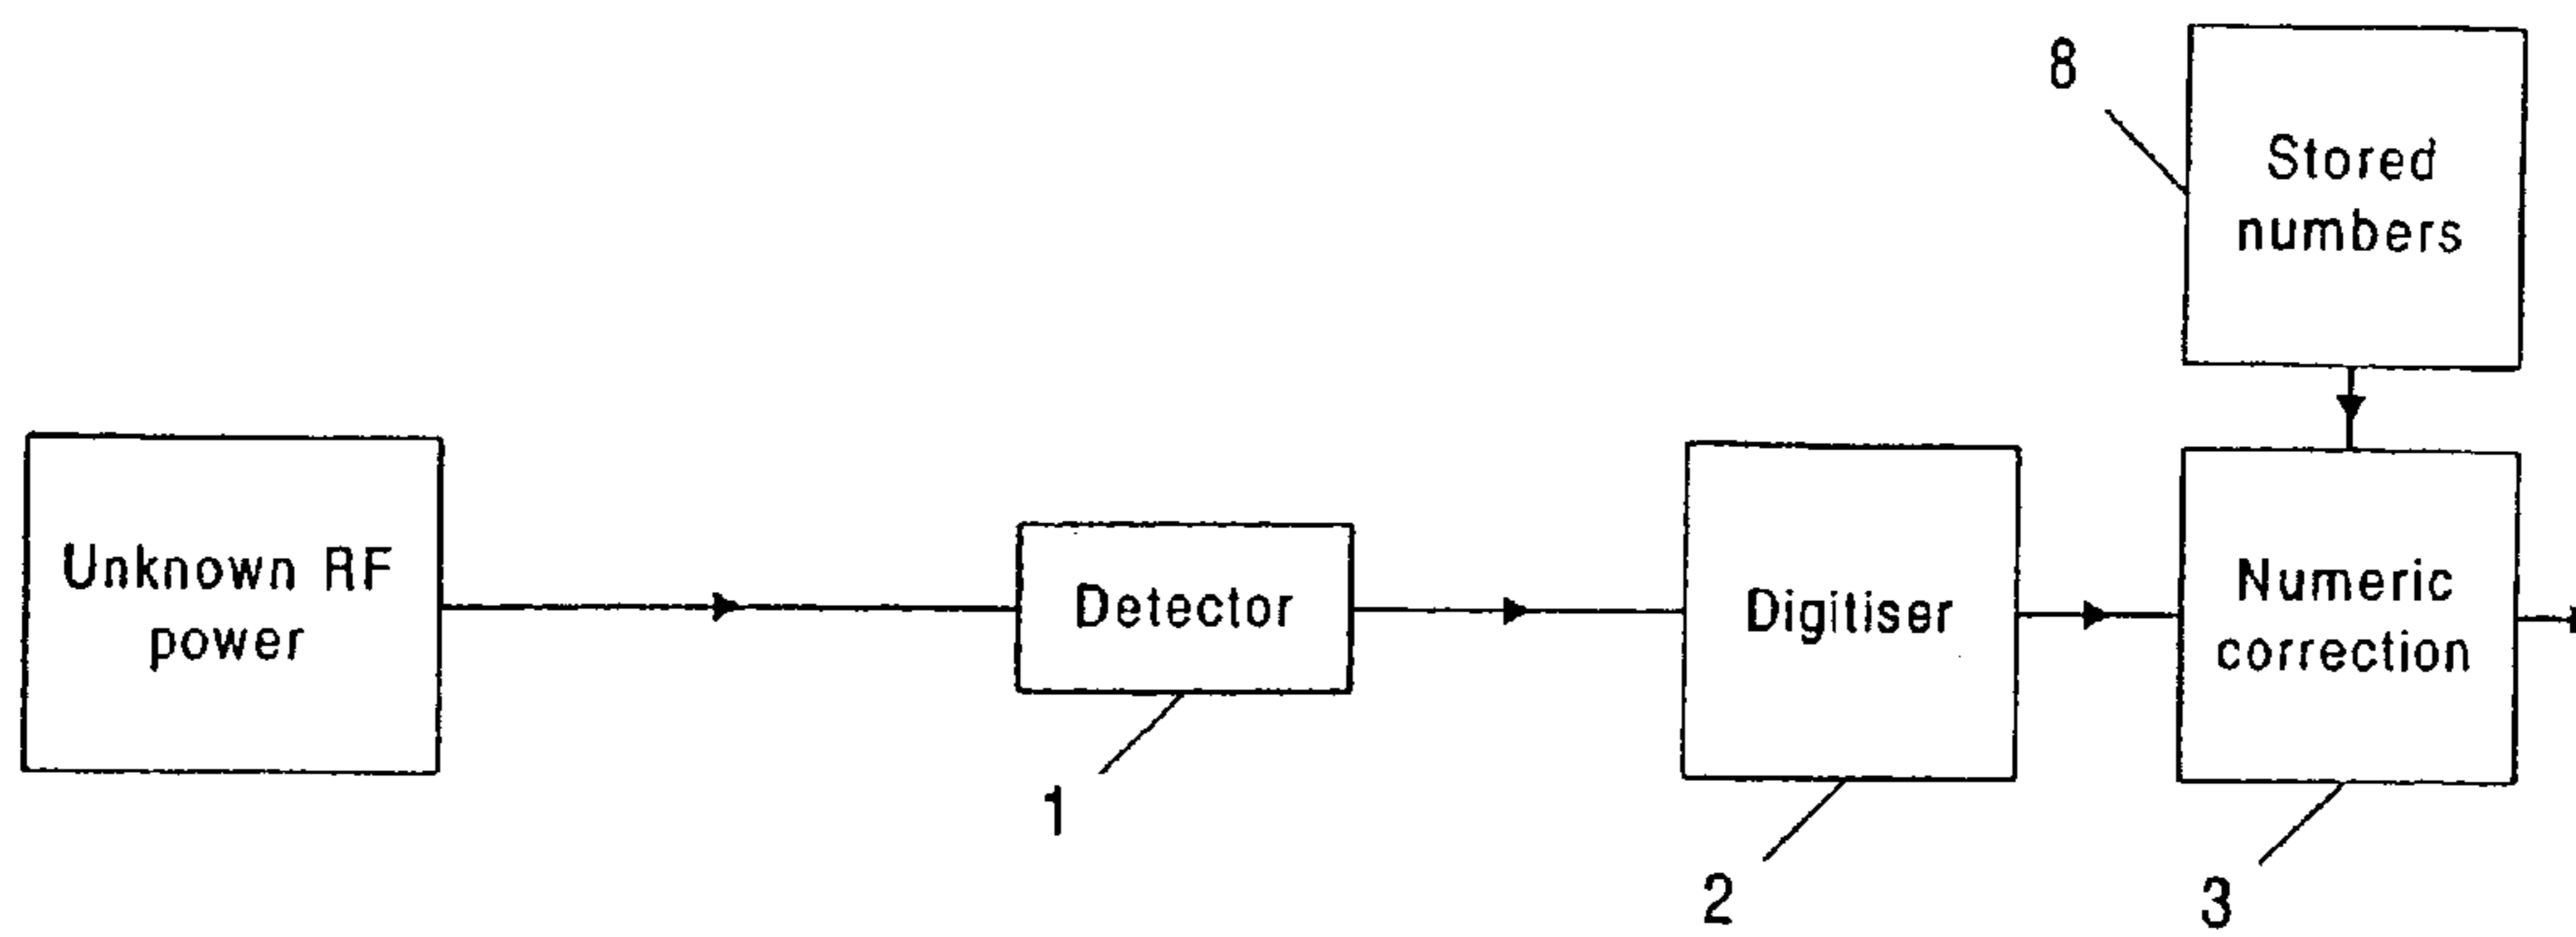 8
Stored
numbers
Unknown RF
power
Detector
Digitiser
Numeric
correction
1
2
3